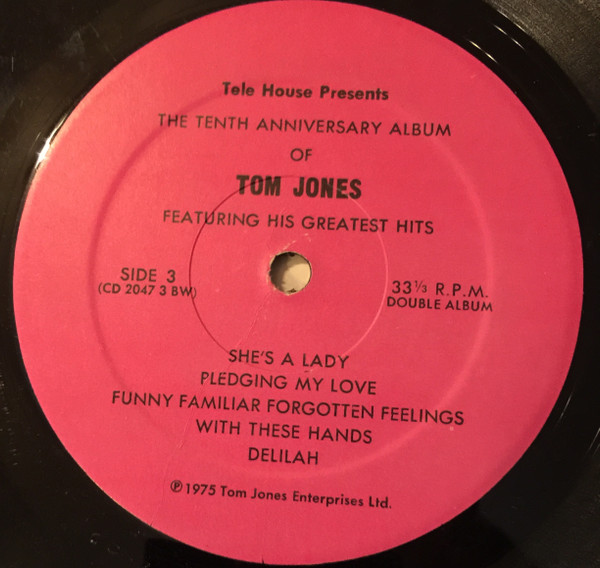 Tele House Presents
THE TENTH ANNIVERSARY ALBUM
OF
TOM JONES
FEATURING HIS GREATEST HITS
SIDE 3
(CD 2047 3 BW)
33⅓ R.P.M.
DOUBLE ALBUM
SHE'S A LADY
PLEDGING MY LOVE
FUNNY FAMILIAR FORGOTTEN FEELINGS
WITH THESE HANDS
DELILAH
℗1975 Tom Jones Enterprises Ltd.